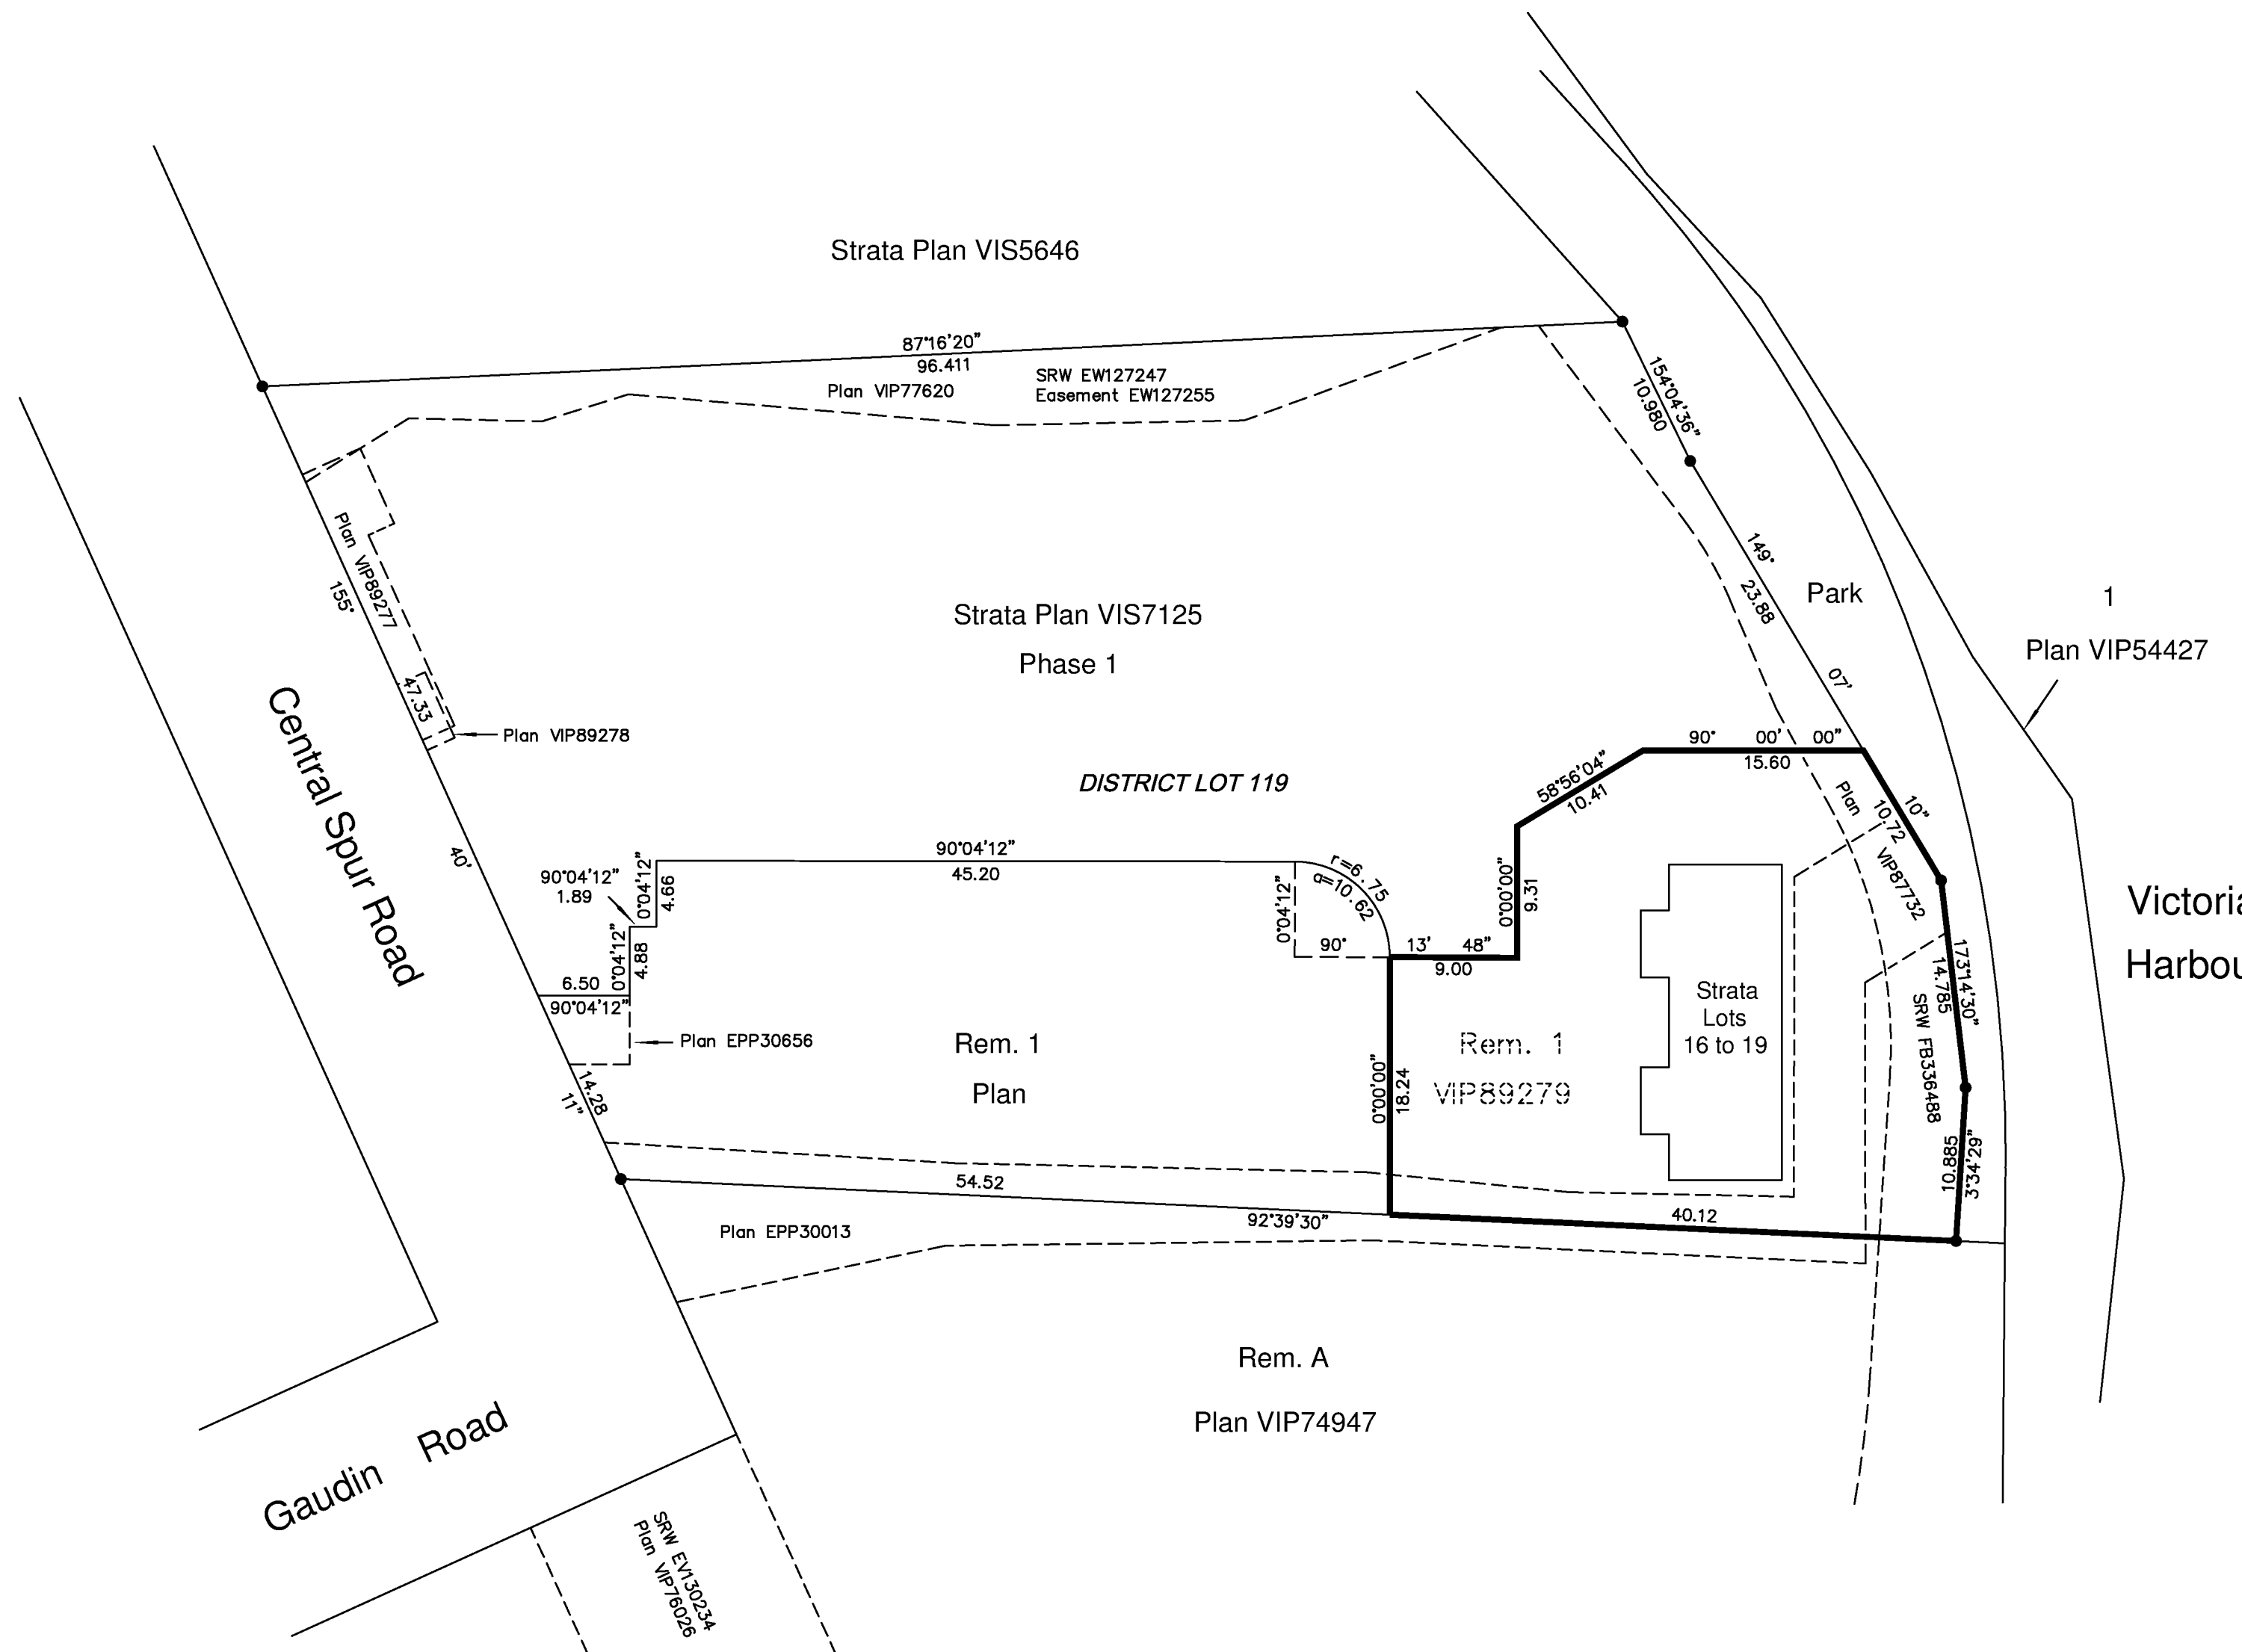 Strata Plan VIS5646
87°16'20"
96.411
Plan VIP77620
SRW EW127247
Easement EW127255
154°04'36"
10.980
Plan VIP89277
155°
47.33
Plan VIP89278
Strata Plan VIS7125
Phase 1
149°
23.88
07'
Park
1
Plan VIP54427
Central Spur Road
40'
DISTRICT LOT 119
90° 00' 00"
15.60
58°56'04"
10.41
10"
10.72
Plan
VIP87732
90°04'12"
45.20
90°04'12"
1.89
0°04'12"
4.66
0°04'12"
4.88
6.50
90°04'12"
r=6.75
a=10.62
0°04'12"
90° 13' 48"
9.00
0°00'00"
9.31
Victoria
Harbou
173°14'30"
14.785
SRW FB336488
Strata
Lots
16 to 19
Plan EPP30656
Rem. 1
Plan
Rem. 1
VIP89279
0°00'00"
18.24
14.28
11"
10.885
3°34'29"
54.52
92°39'30"
40.12
Plan EPP30013
Rem. A
Plan VIP74947
Gaudin Road
SRW EV130234
Plan VIP76026